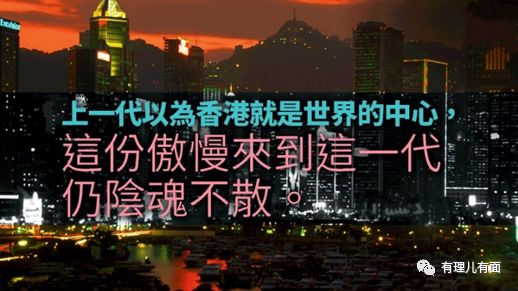 Excelsior
上一代以為香港就是世界的中心，
這份傲慢來到這一代
仍陰魂不散。
有理儿有面